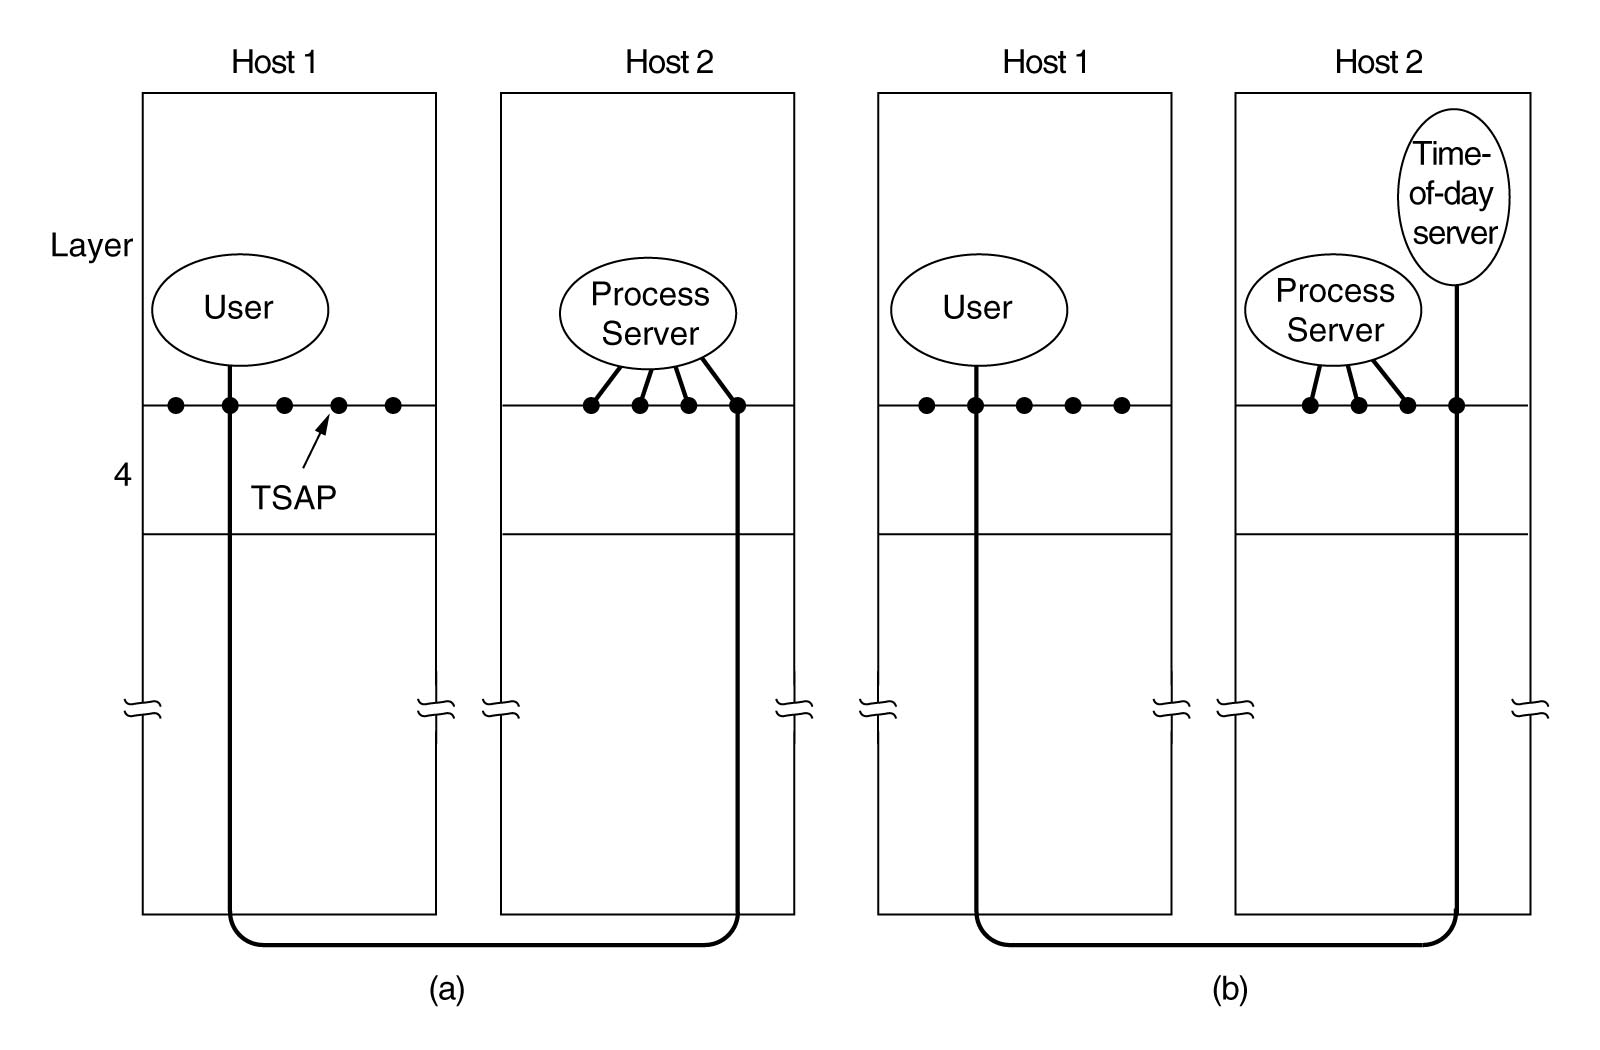 Host 1
Host 2
Host 1
Host 2
Time-
of-day
server
Layer
User
Process
Server
User
Process
Server
4
TSAP
(a)
(b)